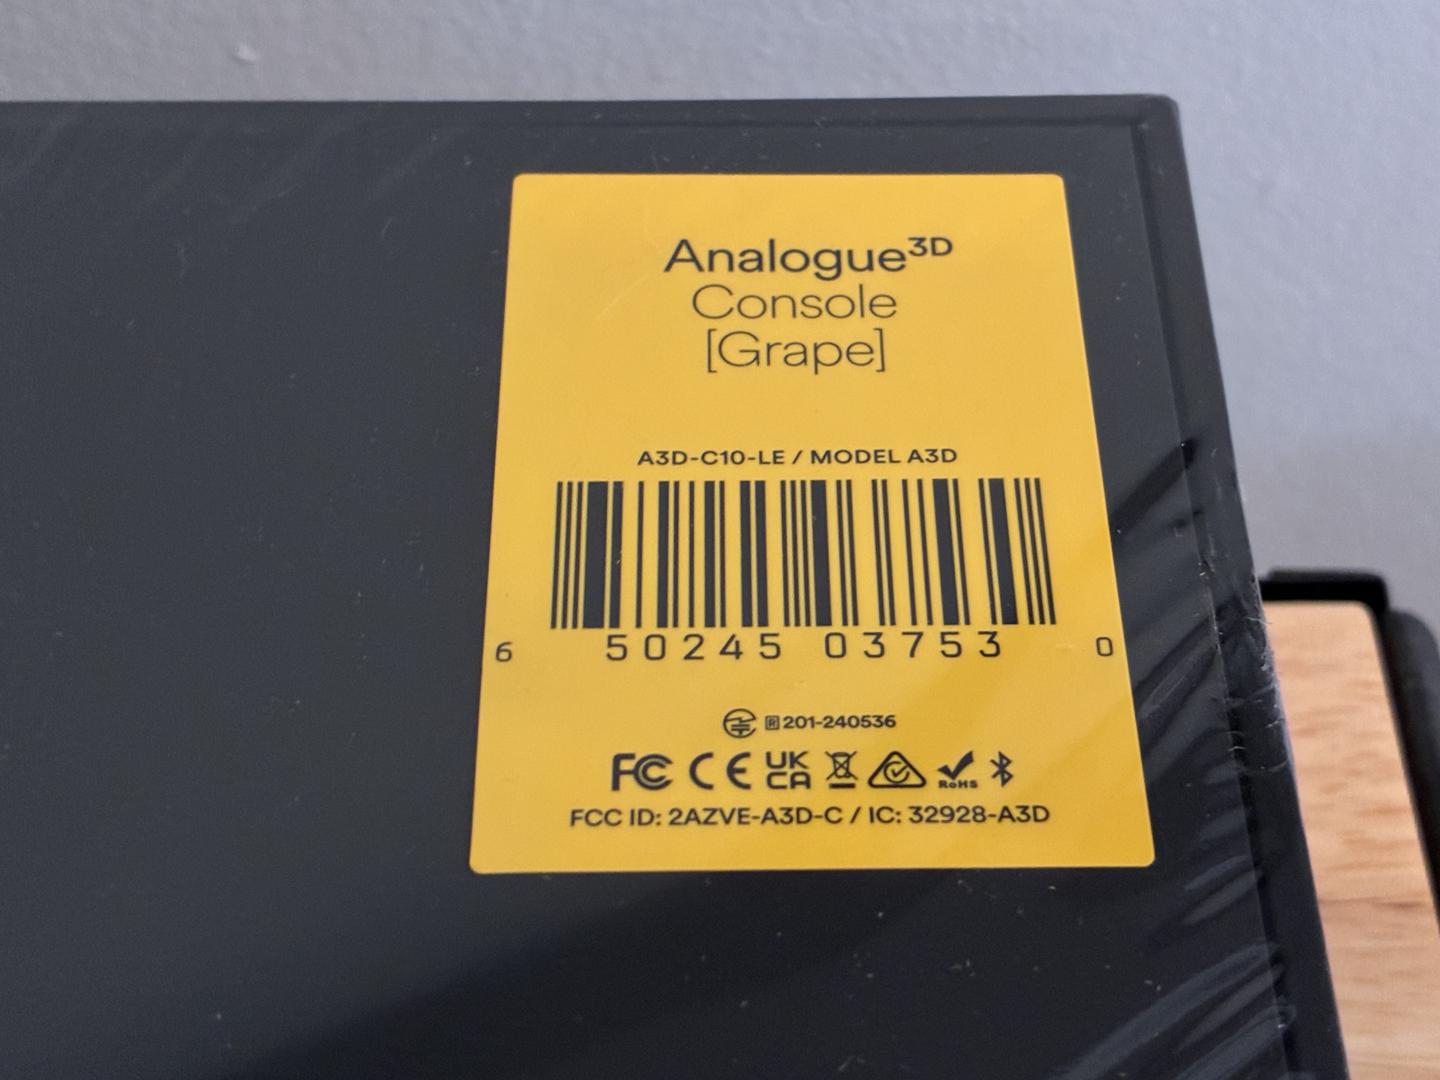 Analogue3D
Console
[Grape]
A3D-C10-LE / MODEL A3D
6 50245 03753 0
R 201-240536
FC CE UK CA RoHS
FCC ID: 2AZVE-A3D-C / IC: 32928-A3D